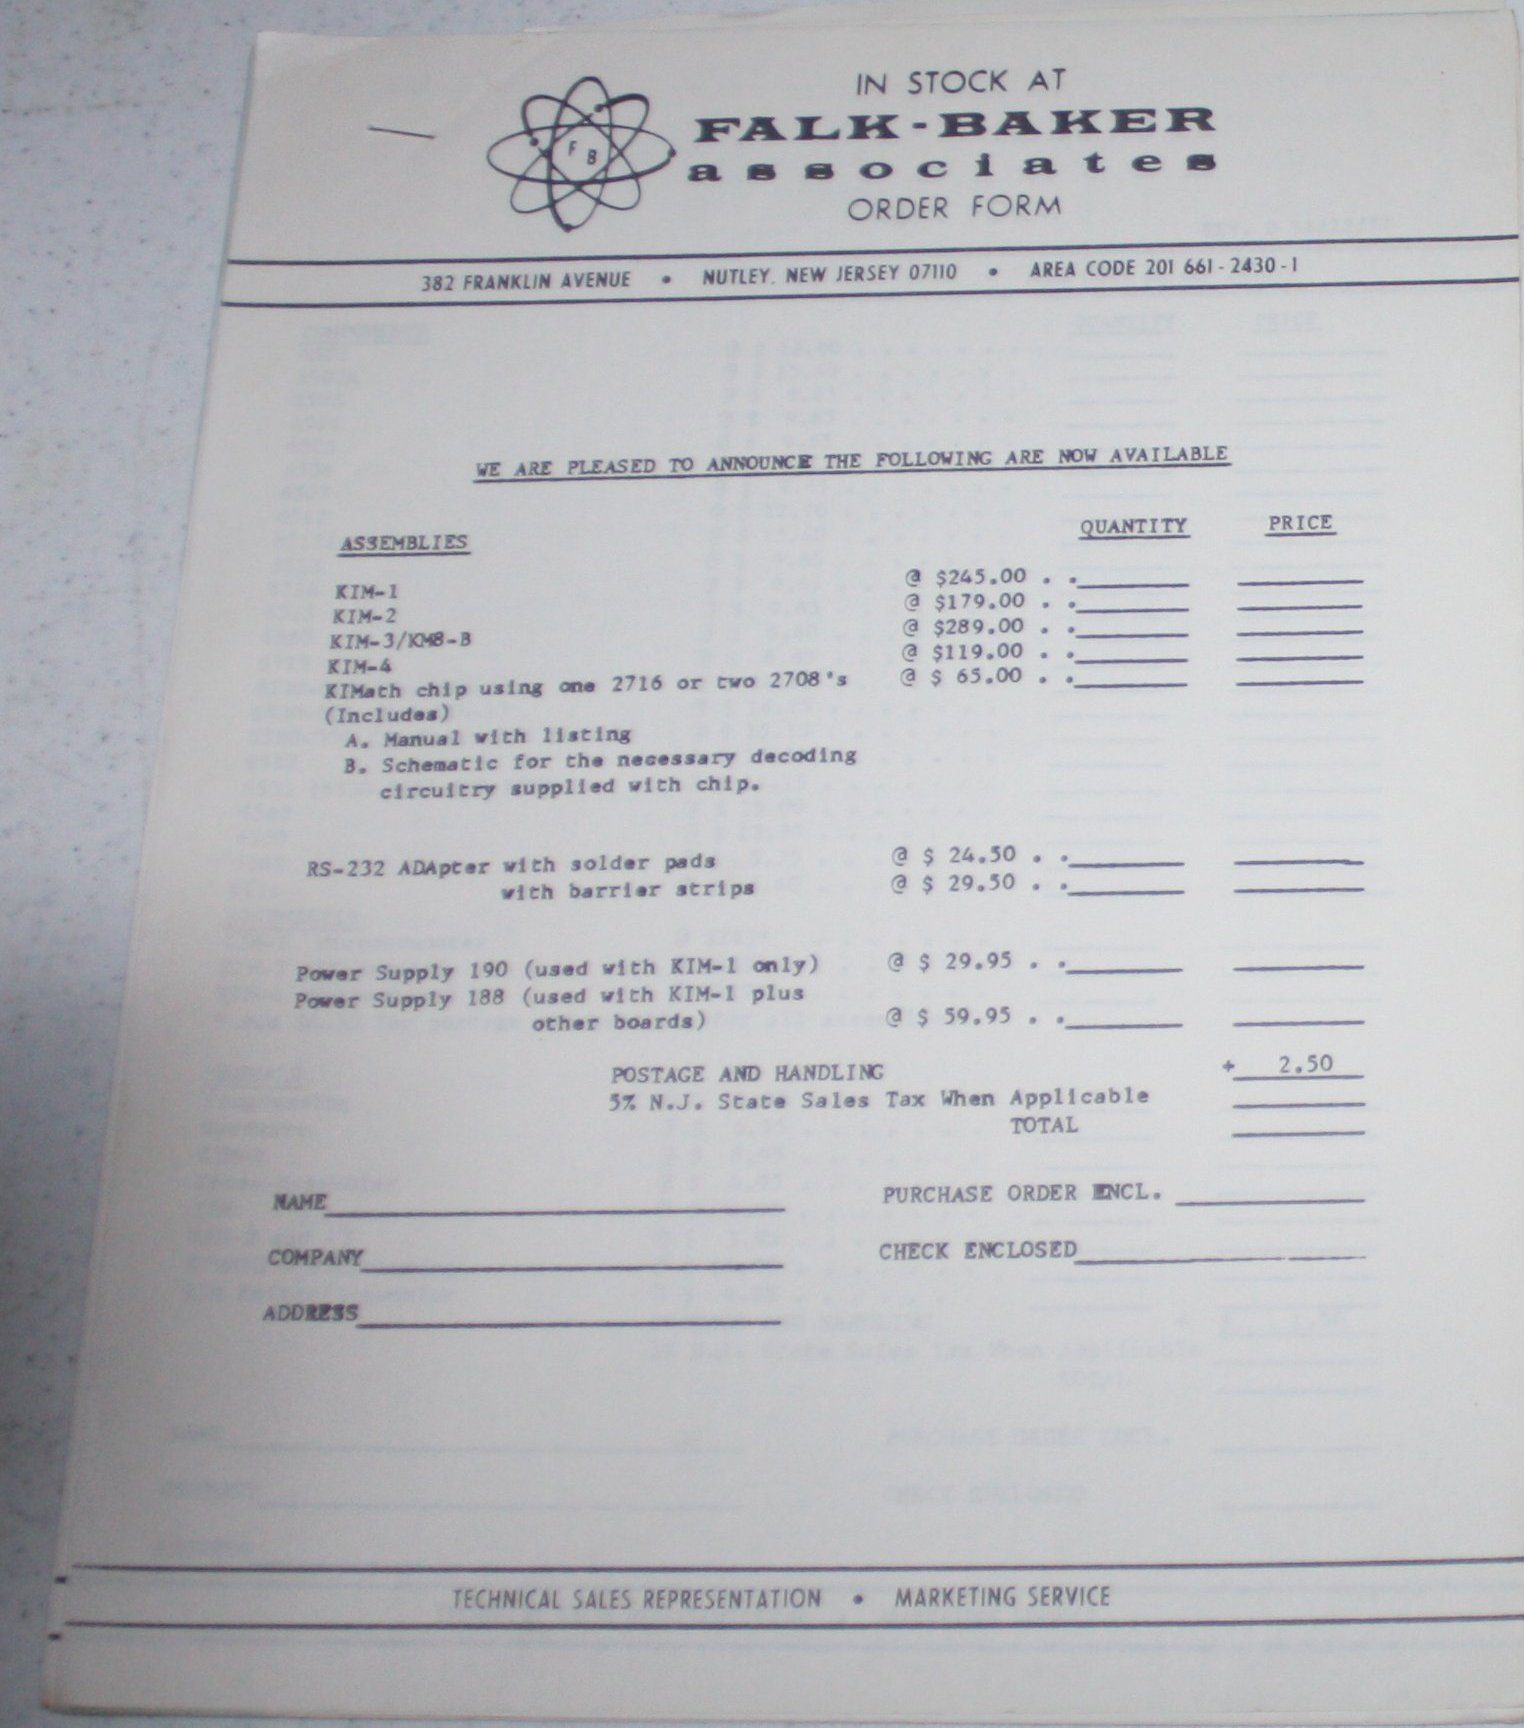 IN STOCK AT
FALK-BAKER
associates
ORDER FORM
F B
382 FRANKLIN AVENUE • NUTLEY, NEW JERSEY 07110 • AREA CODE 201 661-2430-1
WE ARE PLEASED TO ANNOUNCE THE FOLLOWING ARE NOW AVAILABLE
ASSEMBLIES QUANTITY PRICE
KIM-1 @ $245.00 . .
KIM-2 @ $179.00 . .
KIM-3/KM8-B @ $289.00 . .
KIM-4 @ $119.00 . .
KIMath chip using one 2716 or two 2708's @ $ 65.00 . .
(Includes)
A. Manual with listing
B. Schematic for the necessary decoding
circuitry supplied with chip.
RS-232 ADApter with solder pads @ $ 24.50 . .
with barrier strips @ $ 29.50 . .
Power Supply 190 (used with KIM-1 only) @ $ 29.95 . .
Power Supply 188 (used with KIM-1 plus
other boards) @ $ 59.95 . .
POSTAGE AND HANDLING + 2.50
5% N.J. State Sales Tax When Applicable
TOTAL
NAME PURCHASE ORDER ENCL.
COMPANY CHECK ENCLOSED
ADDRESS
TECHNICAL SALES REPRESENTATION • MARKETING SERVICE